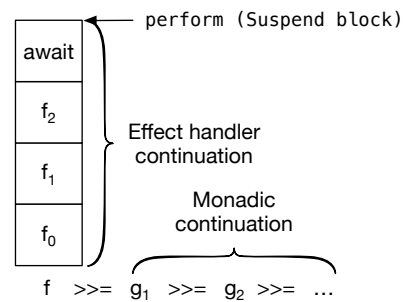 perform (Suspend block)
await
f₂
Effect handler
continuation
f₁
Monadic
continuation
f₀
f >>= g₁ >>= g₂ >>= ...